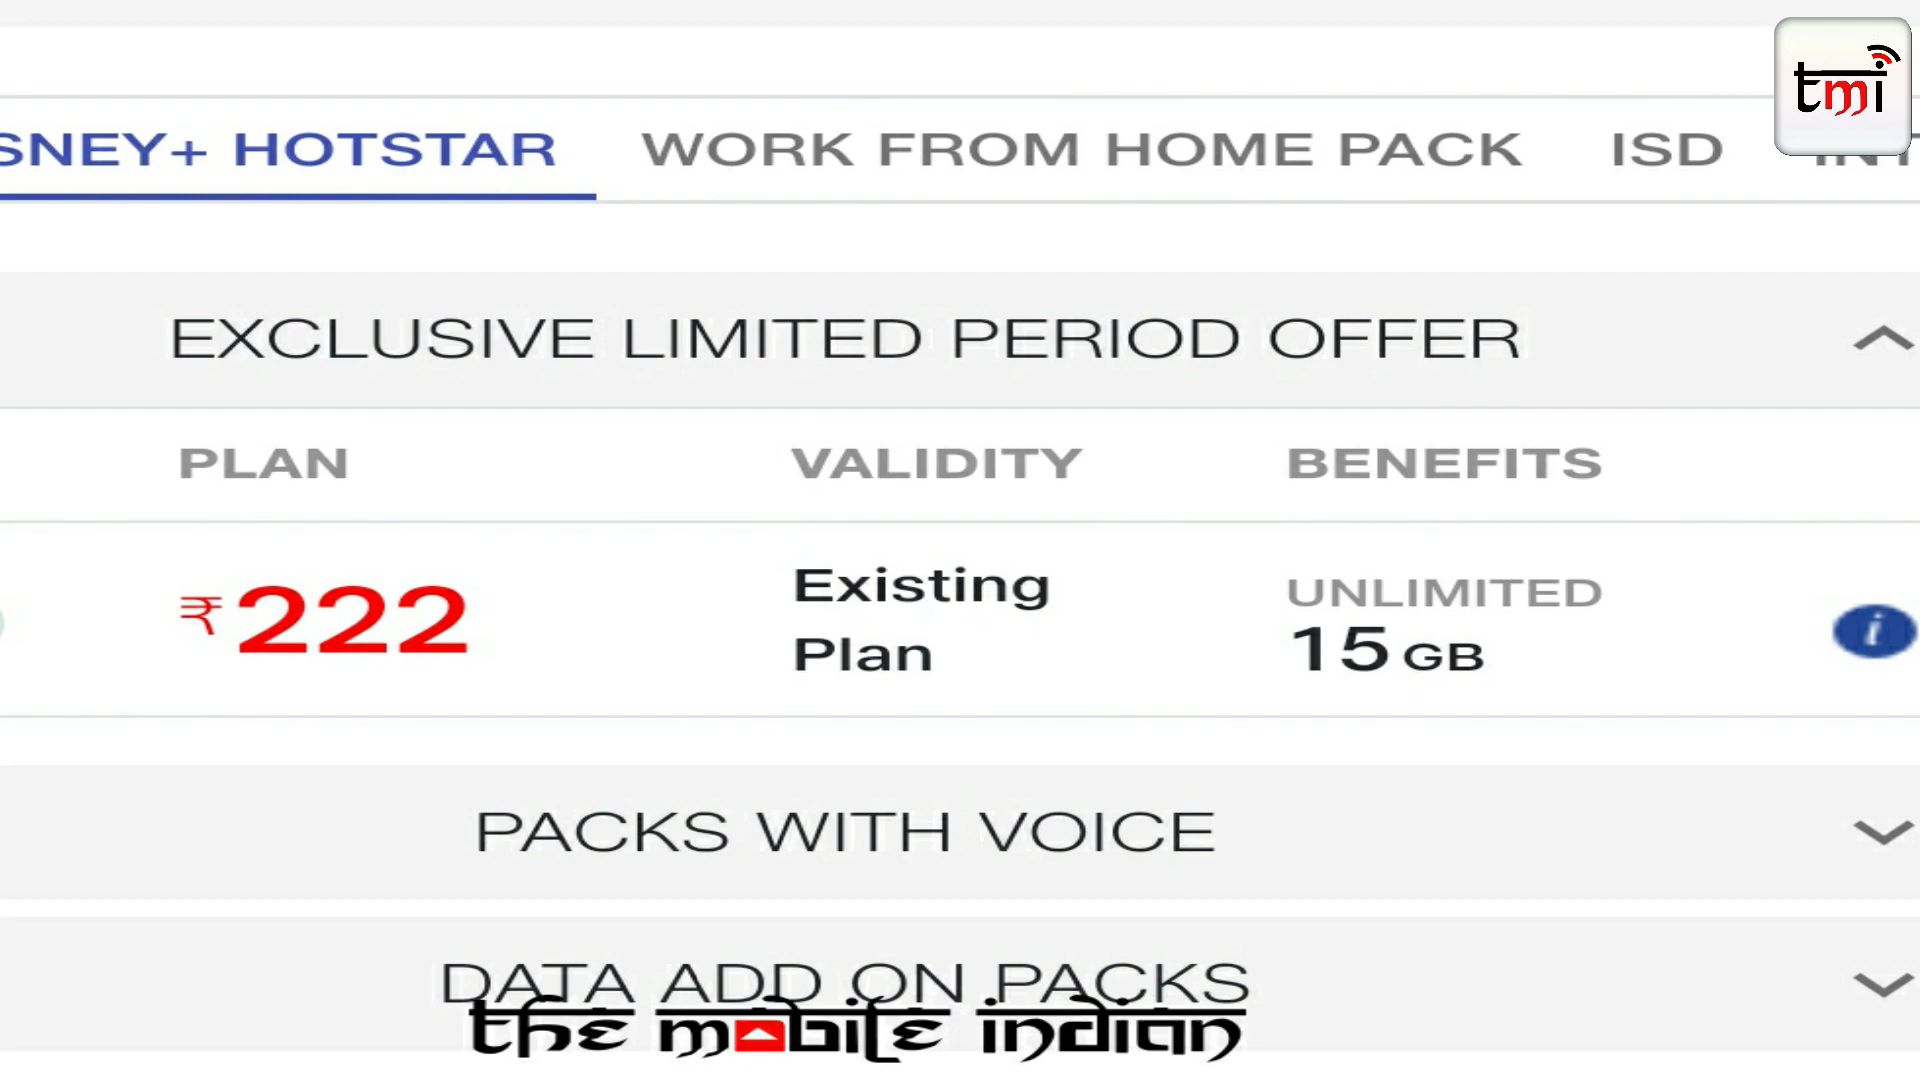 tmi
SNEY+ HOTSTAR WORK FROM HOME PACK ISD INT
EXCLUSIVE LIMITED PERIOD OFFER
PLAN VALIDITY BENEFITS
₹222 Existing Plan UNLIMITED 15 GB
PACKS WITH VOICE
DATA ADD ON PACKS
the mobile indian